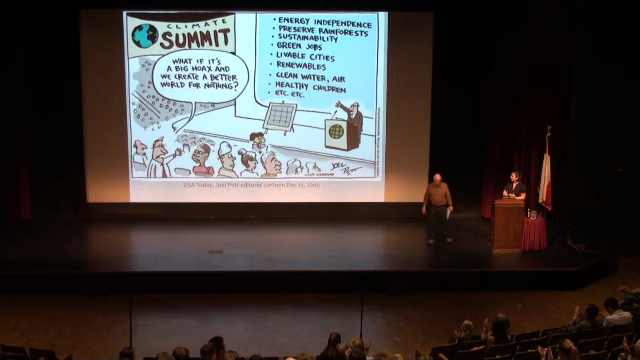 CLIMATE
SUMMIT
WHAT IF IT'S
A BIG HOAX AND
WE CREATE A BETTER
WORLD FOR NOTHING?
• ENERGY INDEPENDENCE
• PRESERVE RAINFORESTS
• SUSTAINABILITY
• GREEN JOBS
• LIVABLE CITIES
• RENEWABLES
• CLEAN WATER, AIR
• HEALTHY CHILDREN
• ETC. ETC.
JOEL
PETT
USA Today, Joel Pett editorial cartoon Dec 13, 2009